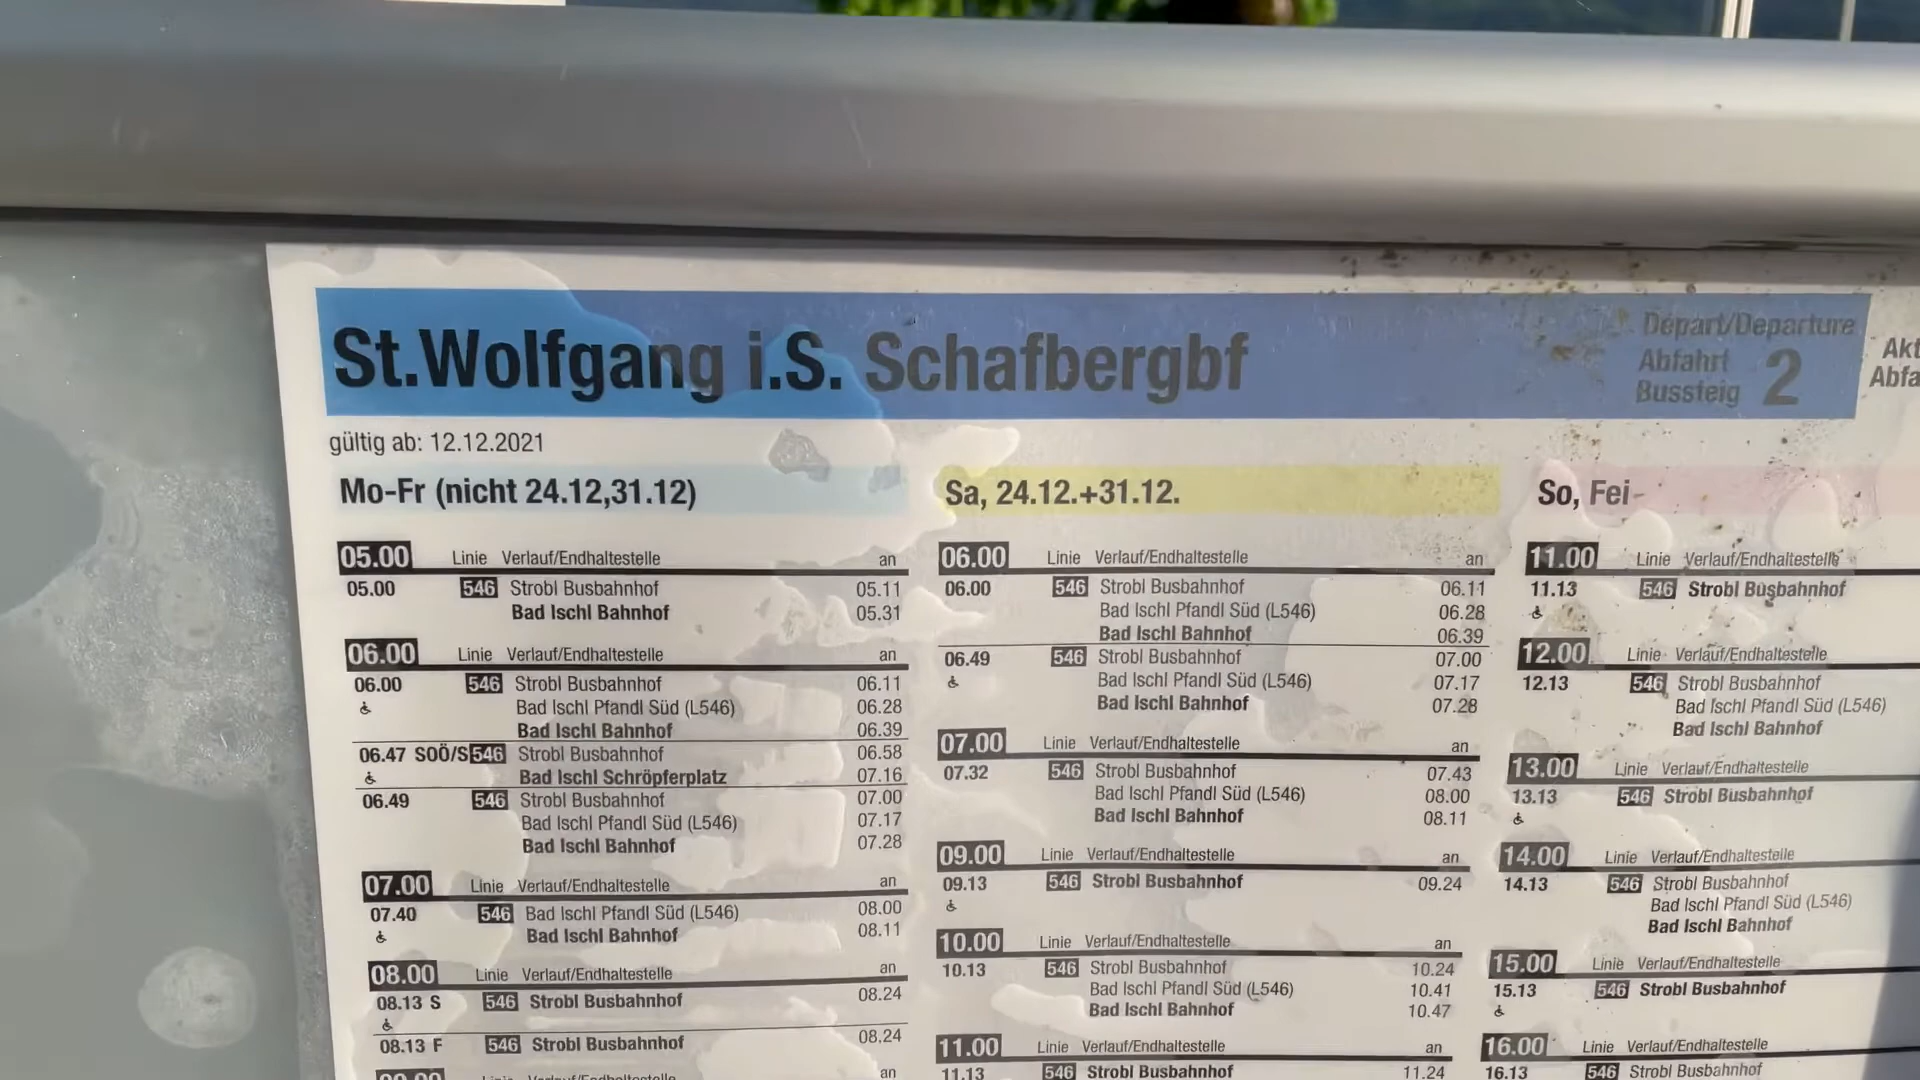 St.Wolfgang i.S. Schafbergbf
Départ/Departure
Abfahrt
Bussteig 2
Akt
Abfa
gültig ab: 12.12.2021
Mo-Fr (nicht 24.12,31.12)
05.00 Linie Verlauf/Endhaltestelle an
05.00 546 Strobl Busbahnhof 05.11
Bad Ischl Bahnhof 05.31
06.00 Linie Verlauf/Endhaltestelle an
06.00 546 Strobl Busbahnhof 06.11
Bad Ischl Pfandl Süd (L546) 06.28
Bad Ischl Bahnhof 06.39
06.47 SOÖ/S 546 Strobl Busbahnhof 06.58
Bad Ischl Schröpferplatz 07.16
06.49 546 Strobl Busbahnhof 07.00
Bad Ischl Pfandl Süd (L546) 07.17
Bad Ischl Bahnhof 07.28
07.00 Linie Verlauf/Endhaltestelle an
07.40 546 Bad Ischl Pfandl Süd (L546) 08.00
Bad Ischl Bahnhof 08.11
08.00 Linie Verlauf/Endhaltestelle an
08.13 S 546 Strobl Busbahnhof 08.24
08.13 F 546 Strobl Busbahnhof 08.24
an
Sa, 24.12.+31.12.
06.00 Linie Verlauf/Endhaltestelle an
06.00 546 Strobl Busbahnhof 06.11
Bad Ischl Pfandl Süd (L546) 06.28
Bad Ischl Bahnhof 06.39
06.49 546 Strobl Busbahnhof 07.00
Bad Ischl Pfandl Süd (L546) 07.17
Bad Ischl Bahnhof 07.28
07.00 Linie Verlauf/Endhaltestelle an
07.32 546 Strobl Busbahnhof 07.43
Bad Ischl Pfandl Süd (L546) 08.00
Bad Ischl Bahnhof 08.11
09.00 Linie Verlauf/Endhaltestelle an
09.13 546 Strobl Busbahnhof 09.24
10.00 Linie Verlauf/Endhaltestelle an
10.13 546 Strobl Busbahnhof 10.24
Bad Ischl Pfandl Süd (L546) 10.41
Bad Ischl Bahnhof 10.47
11.00 Linie Verlauf/Endhaltestelle an
11.13 546 Strobl Busbahnhof 11.24
So, Fei-
11.00 Linie Verlauf/Endhaltestelle
11.13 546 Strobl Busbahnhof
12.00 Linie Verlauf/Endhaltestelle
12.13 546 Strobl Busbahnhof
Bad Ischl Pfandl Süd (L546)
Bad Ischl Bahnhof
13.00 Linie Verlauf/Endhaltestelle
13.13 546 Strobl Busbahnhof
14.00 Linie Verlauf/Endhaltestelle
14.13 546 Strobl Busbahnhof
Bad Ischl Pfandl Süd (L546)
Bad Ischl Bahnhof
15.00 Linie Verlauf/Endhaltestelle
15.13 546 Strobl Busbahnhof
16.00 Linie Verlauf/Endhaltestelle
16.13 546 Strobl Busbahnhof